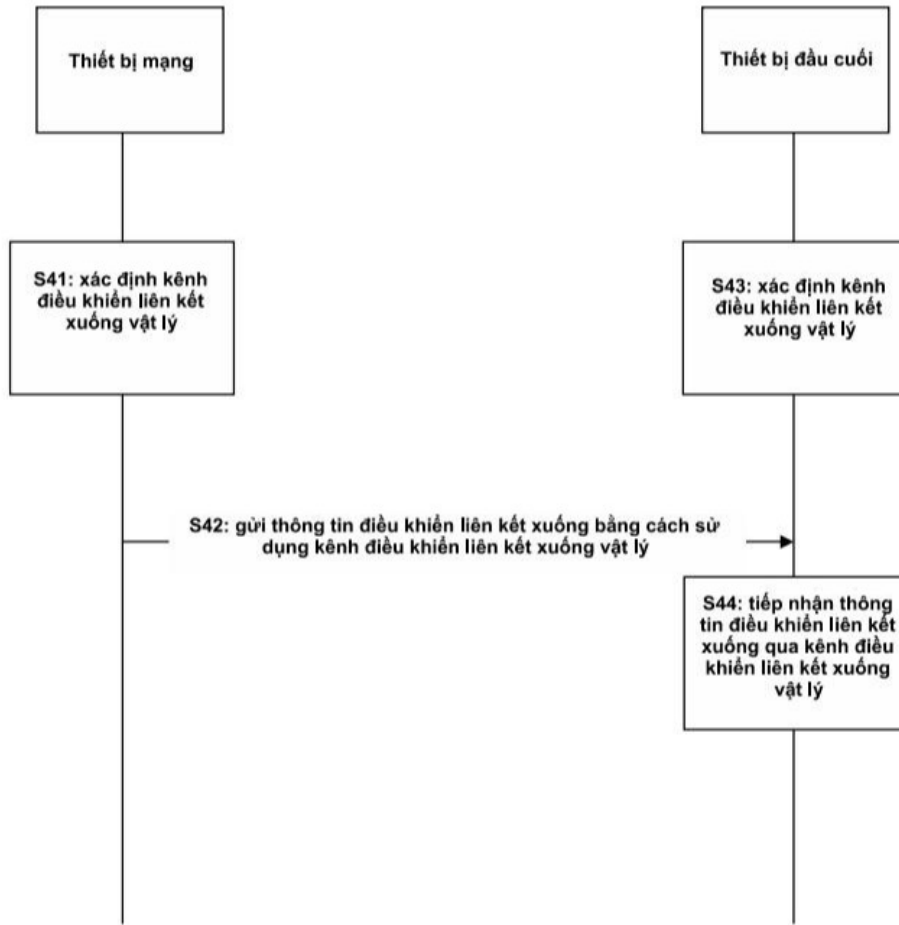 Thiết bị mạng
Thiết bị đầu cuối
S41: xác định kênh
điều khiển liên kết
xuống vật lý
S43: xác định kênh
điều khiển liên kết
xuống vật lý
S42: gửi thông tin điều khiển liên kết xuống bằng cách sử
dụng kênh điều khiển liên kết xuống vật lý
S44: tiếp nhận thông
tin điều khiển liên kết
xuống qua kênh điều
khiển liên kết xuống
vật lý